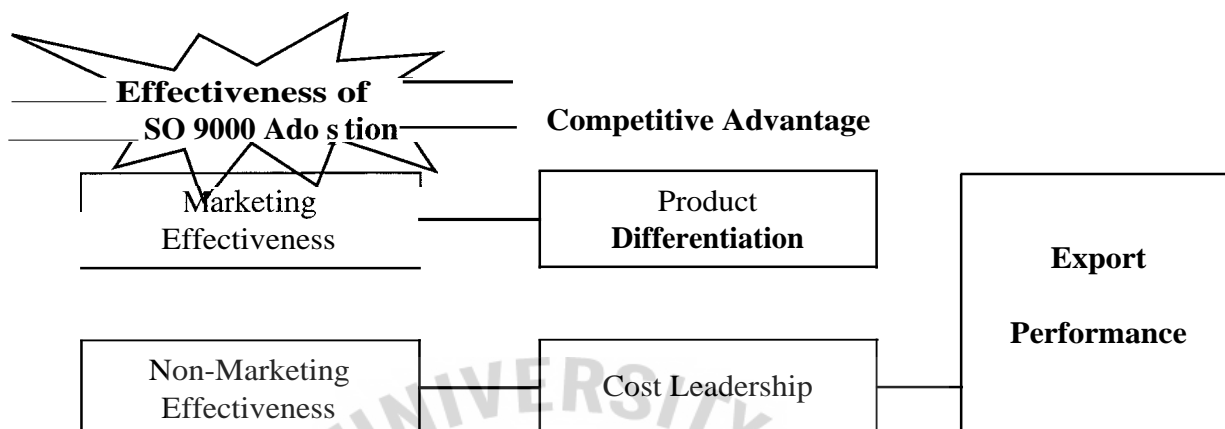 Effectiveness of
SO 9000 Ado s tion
Competitive Advantage
Marketing
Effectiveness
Product
Differentiation
Export
Performance
Non-Marketing
Effectiveness
Cost Leadership
UNIVERSITY